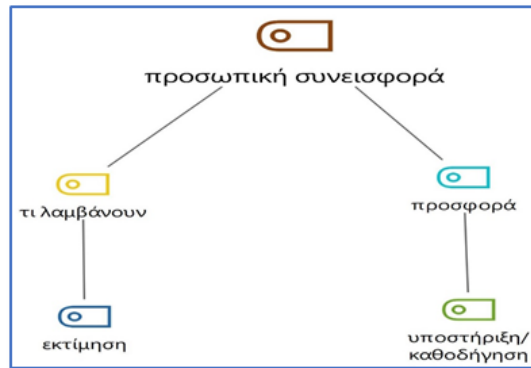 προσωπική συνεισφορά
τι λαμβάνουν
προσφορά
εκτίμηση
υποστήριξη/
καθοδήγηση